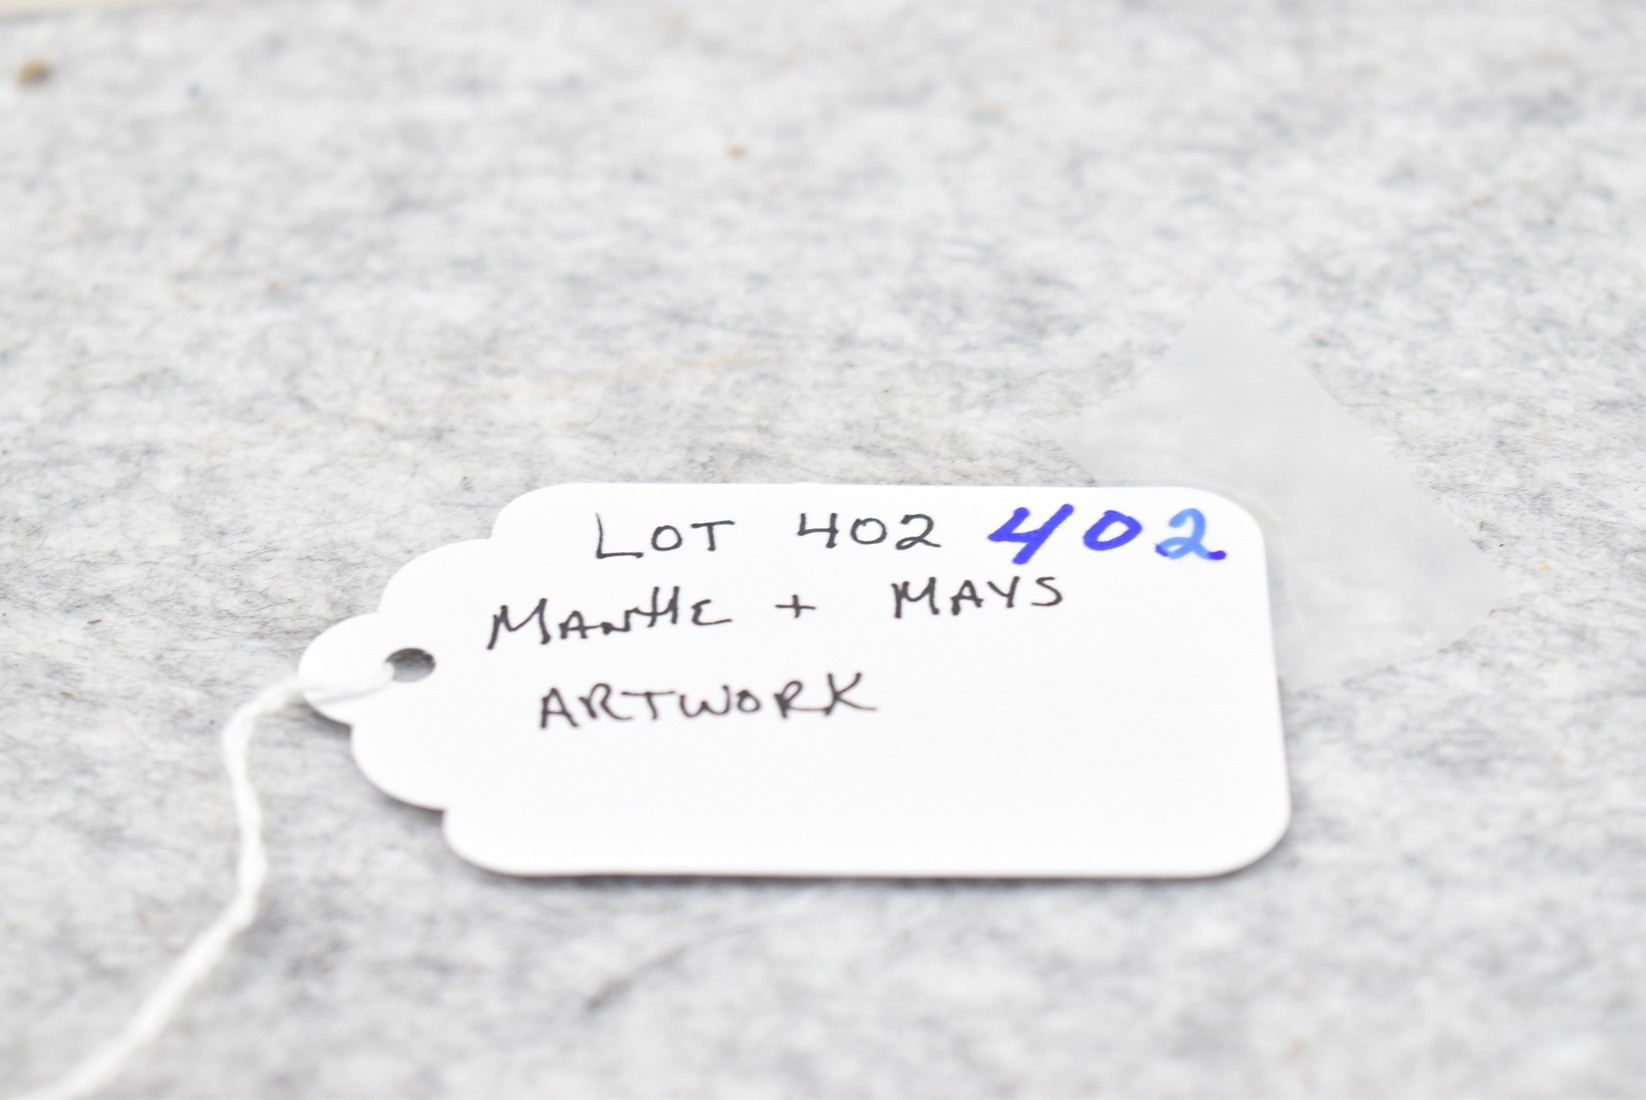 LOT 402 402
MANTLE + MAYS
ARTWORK